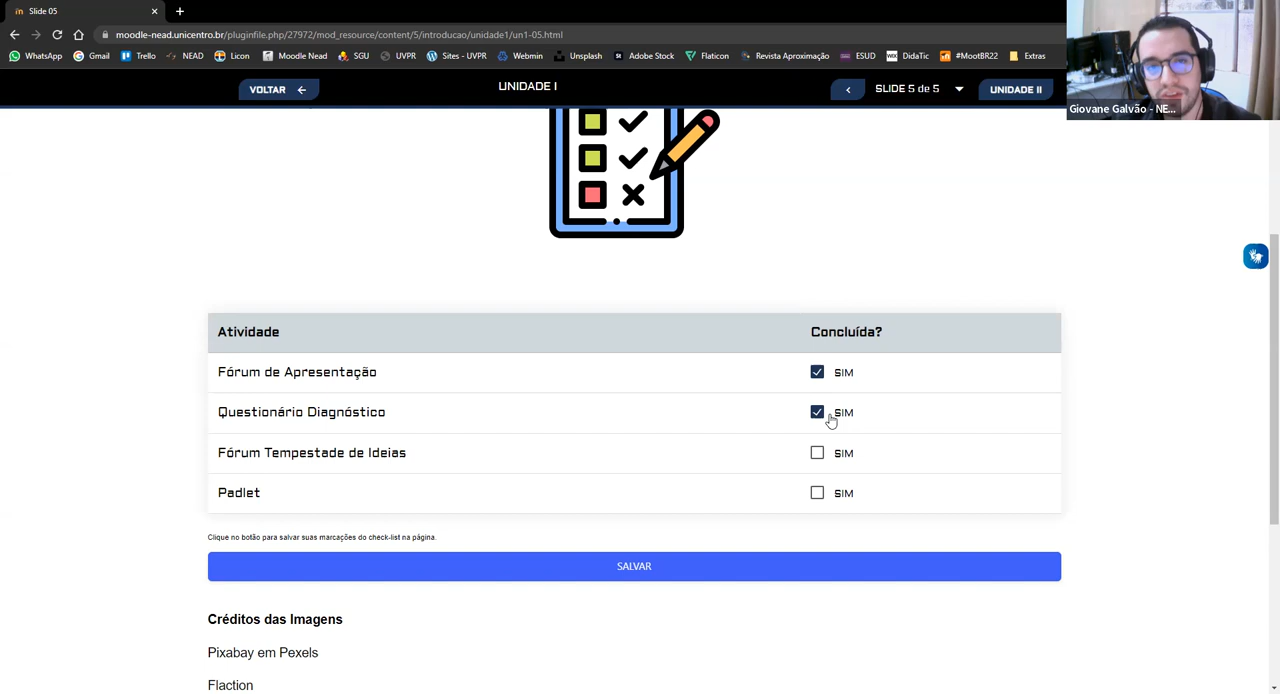 Slide 05
moodle-nead.unicentro.br/pluginfile.php/27972/mod_resource/content/5/introducao/unidade1/un1-05.html
WhatsApp Gmail Trello NEAD Licon Moodle Nead SGU UVPR Sites - UVPR Webmin Unsplash Adobe Stock Flaticon Revista Aproximação ESUD DidaTic #MootBR22 Extras
Giovane Galvão - NE...
VOLTAR UNIDADE I SLIDE 5 de 5 UNIDADE II
Atividade Concluída?
Fórum de Apresentação SIM
Questionário Diagnóstico SIM
Fórum Tempestade de Ideias SIM
Padlet SIM
Clique no botão para salvar suas marcações do check-list na página.
SALVAR
Créditos das Imagens
Pixabay em Pexels
Flaction